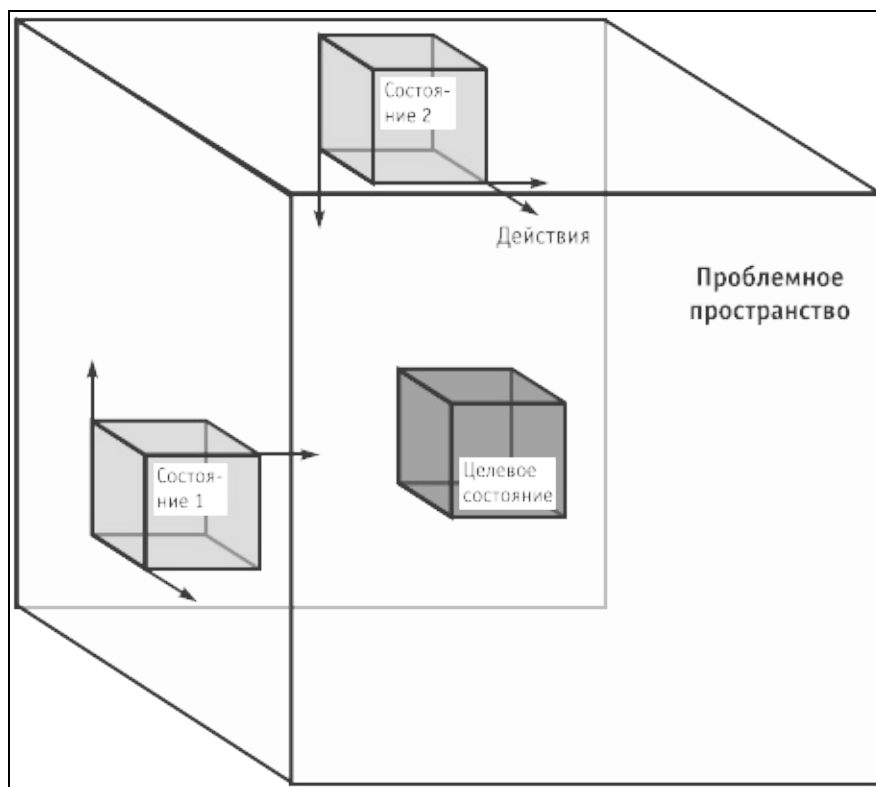 Состоя-
ние 2
Действия
Проблемное
пространство
Состоя-
ние 1
Целевое
состояние